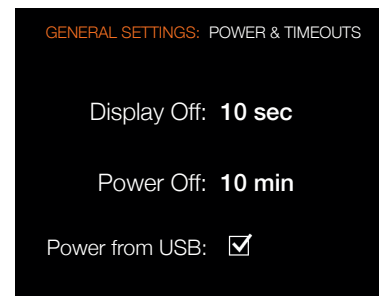 GENERAL SETTINGS: POWER & TIMEOUTS
Display Off: 10 sec
Power Off: 10 min
Power from USB: